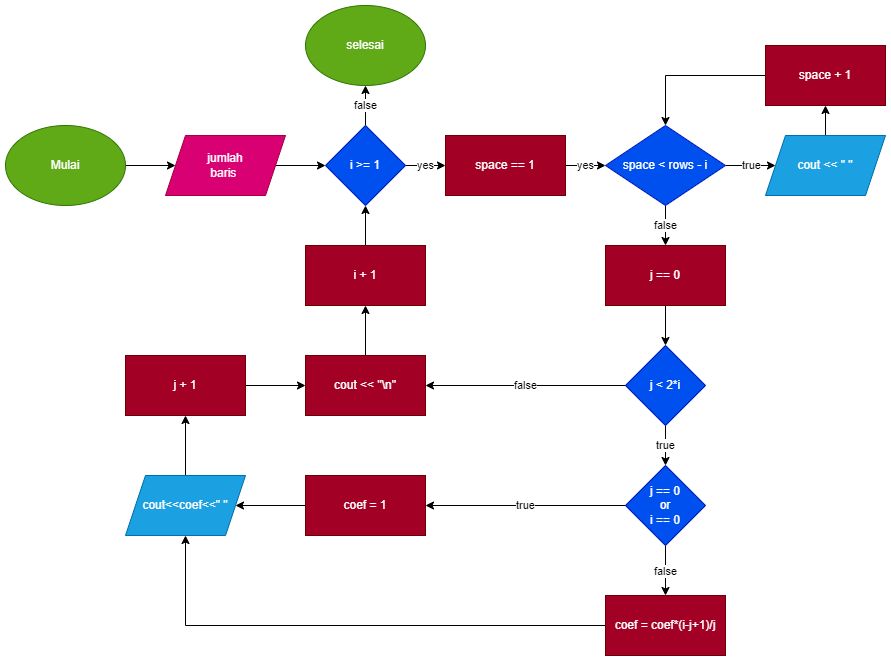 selesai
space + 1
false
Mulai
jumlah
baris
i >= 1
yes
space == 1
yes
space < rows - i
true
cout << " "
false
i + 1
j == 0
j + 1
cout << "\n"
false
j < 2*i
true
cout<<coef<<" "
coef = 1
true
j == 0
or
i == 0
false
coef = coef*(i-j+1)/j